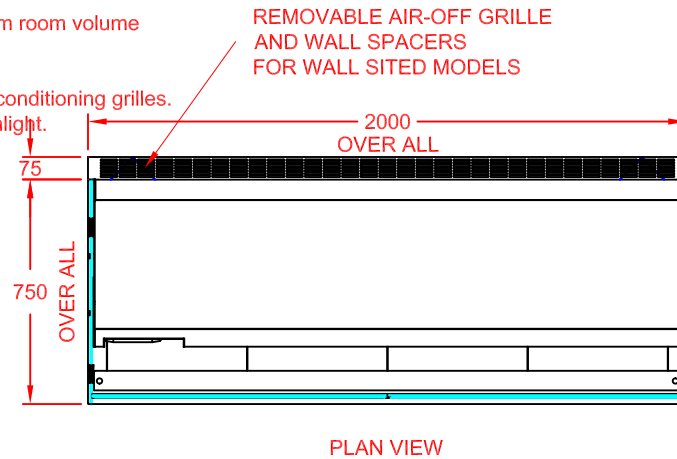 REMOVABLE AIR-OFF GRILLE
m room volume
AND WALL SPACERS
FOR WALL SITED MODELS
conditioning grilles.
alight.
2000
OVER ALL
75
750
OVER ALL
PLAN VIEW